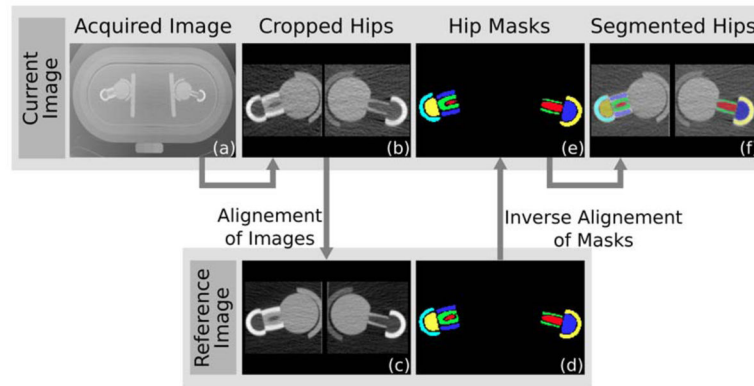 Acquired Image
Cropped Hips
Hip Masks
Segmented Hips
Current
Image
(a)
(b)
(e)
(f)
Alignement
of Images
Inverse Alignement
of Masks
Reference
Image
(c)
(d)